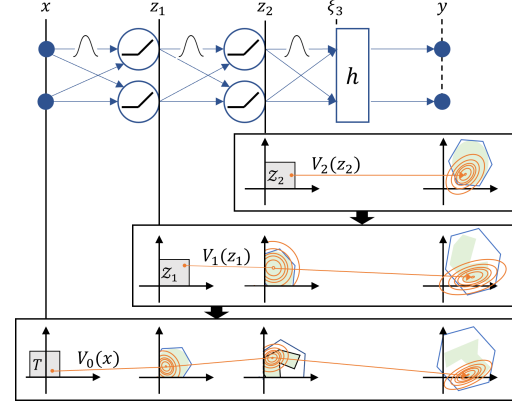 x z₁ z₂ ξ₃ y
h
𝒵₂ V₂(z₂)
𝒵₁ V₁(z₁)
T V₀(x)